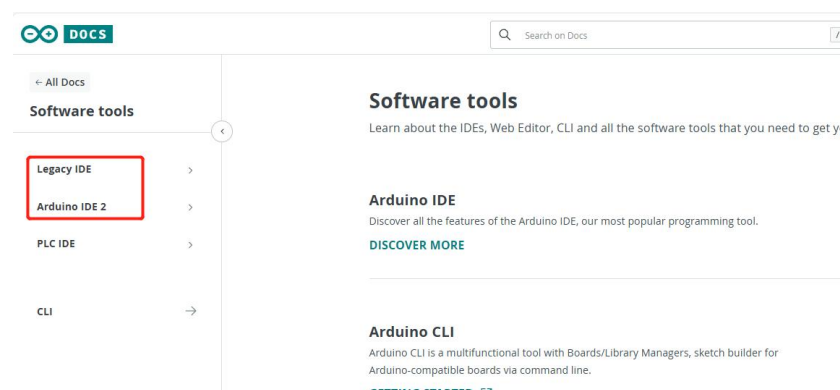 DOCS
Search on Docs
/
← All Docs
Software tools
Legacy IDE
Arduino IDE 2
PLC IDE
CLI
Software tools
Learn about the IDEs, Web Editor, CLI and all the software tools that you need to get y
Arduino IDE
Discover all the features of the Arduino IDE, our most popular programming tool.
DISCOVER MORE
Arduino CLI
Arduino CLI is a multifunctional tool with Boards/Library Managers, sketch builder for
Arduino-compatible boards via command line.
GETTING STARTED